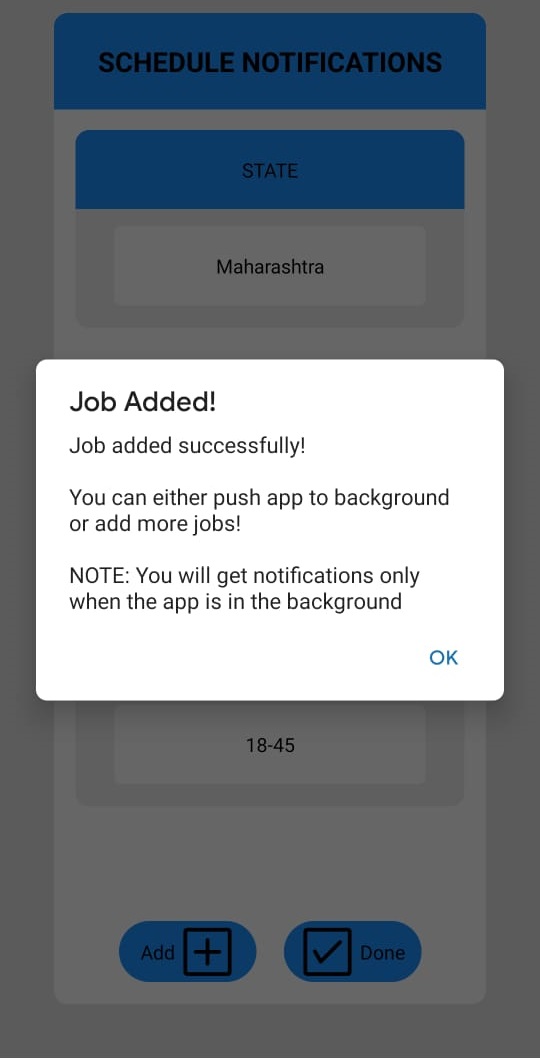 SCHEDULE NOTIFICATIONS
STATE
Maharashtra
Job Added!
Job added successfully!
You can either push app to background
or add more jobs!
NOTE: You will get notifications only
when the app is in the background
OK
18-45
Add
Done